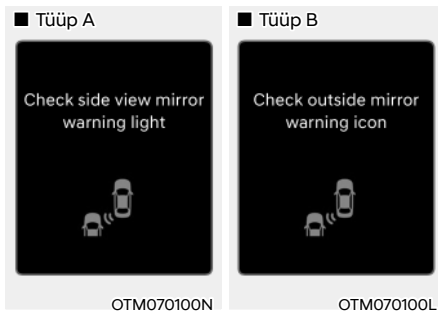 ■ Tüüp A
Check side view mirror
warning light
OTM070100N
■ Tüüp B
Check outside mirror
warning icon
OTM070100L